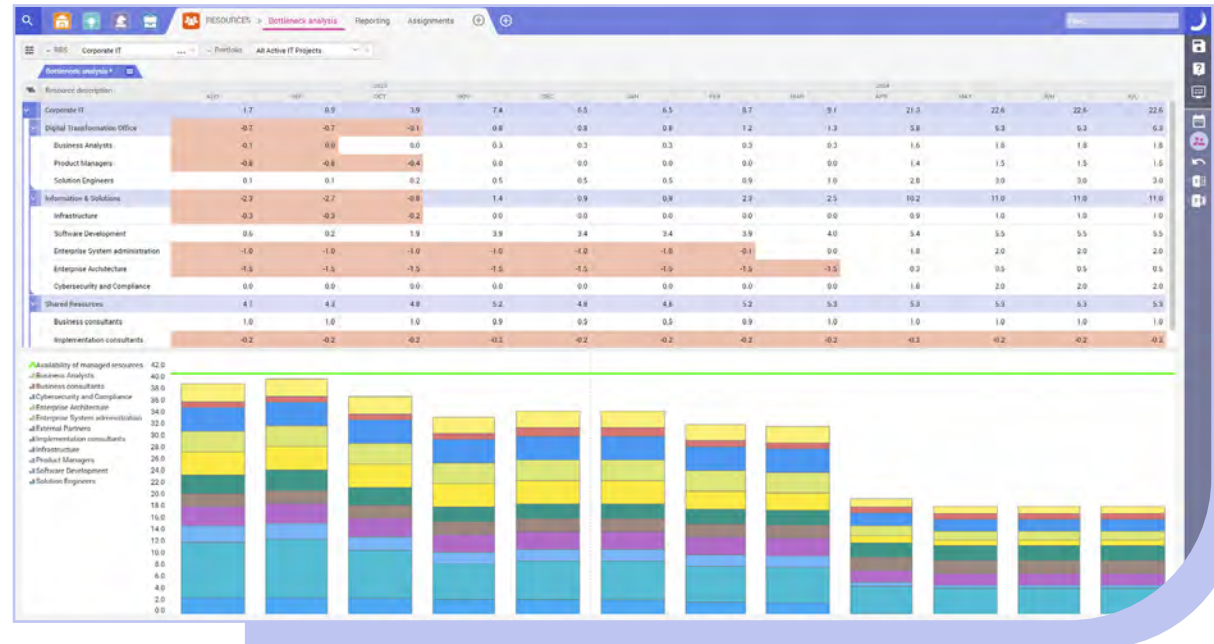 RESOURCES > Bottleneck analysis Reporting Assignments
RBS Corporate IT ... Portfolio All Active IT Projects
Bottleneck analysis*
Resource description
2023 2024
AUG SEP OCT NOV DEC JAN FEB MAR APR MAY JUN JUL
Corporate IT 1.7 0.9 3.9 7.4 6.5 6.5 8.7 9.1 21.3 22.6 22.6 22.6
Digital Transformation Office -0.7 -0.7 -0.1 0.8 0.8 0.8 1.2 1.3 5.8 6.3 6.3 6.3
Business Analysts -0.1 0.0 0.0 0.3 0.3 0.3 0.3 0.3 1.6 1.8 1.8 1.8
Product Managers -0.8 -0.8 -0.4 0.0 0.0 0.0 0.0 0.0 1.4 1.5 1.5 1.5
Solution Engineers 0.1 0.1 0.2 0.5 0.5 0.5 0.9 1.0 2.8 3.0 3.0 3.0
Information & Solutions -2.3 -2.7 -0.8 1.4 0.9 0.9 2.3 2.5 10.2 11.0 11.0 11.0
Infrastructure -0.3 -0.3 -0.2 0.0 0.0 0.0 0.0 0.0 0.9 1.0 1.0 1.0
Software Development 0.6 0.2 1.9 3.9 3.4 3.4 3.9 4.0 5.4 5.5 5.5 5.5
Enterprise System administration -1.0 -1.0 -1.0 -1.0 -1.0 -1.0 -0.1 0.0 1.8 2.0 2.0 2.0
Enterprise Architecture -1.5 -1.5 -1.5 -1.5 -1.5 -1.5 -1.5 -1.5 0.3 0.5 0.5 0.5
Cybersecurity and Compliance 0.0 0.0 0.0 0.0 0.0 0.0 0.0 0.0 1.8 2.0 2.0 2.0
Shared Resources 4.7 4.3 4.8 5.2 4.8 4.8 5.2 5.3 5.3 5.3 5.3 5.3
Business consultants 1.0 1.0 1.0 0.9 0.5 0.5 0.9 1.0 1.0 1.0 1.0 1.0
Implementation consultants -0.2 -0.2 -0.2 -0.2 -0.2 -0.2 -0.2 -0.2 -0.2 -0.2 -0.2 -0.2
Availability of managed resources 42.0
Business Analysts 40.0
Business consultants 38.0
Cybersecurity and Compliance 36.0
Enterprise Architecture 34.0
Enterprise System administration 32.0
External Partners
Implementation consultants 30.0
Infrastructure 28.0
Product Managers 26.0
Software Development 24.0
Solution Engineers 22.0
20.0
18.0
16.0
14.0
12.0
10.0
8.0
6.0
4.0
2.0
0.0